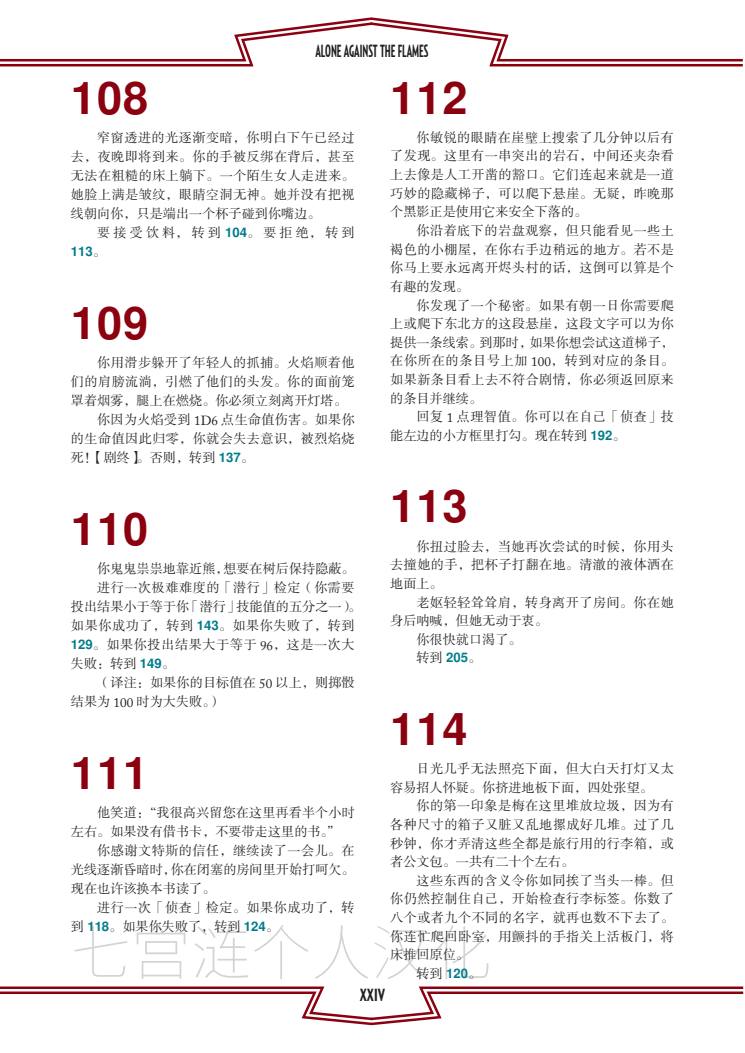 ALONE AGAINST THE FLAMES
108
窄窗透进的光逐渐变暗，你明白下午已经过
去，夜晚即将到来。你的手被反绑在背后，甚至
无法在粗糙的床上躺下。一个陌生女人走进来。
她脸上满是皱纹，眼睛空洞无神。她并没有把视
线朝向你，只是端出一个杯子碰到你嘴边。
要接受饮料，转到 104。要拒绝，转到
113。
109
你用滑步躲开了年轻人的抓捕。火焰顺着他
们的肩膀流淌，引燃了他们的头发。你的面前笼
罩着烟雾，腿上在燃烧。你必须立刻离开灯塔。
你因为火焰受到 1D6 点生命值伤害。如果你
的生命值因此归零，你就会失去意识，被烈焰烧
死！【剧终】。否则，转到 137。
110
你鬼鬼祟祟地靠近熊，想要在树后保持隐蔽。
进行一次极难难度的「潜行」检定（你需要
投出结果小于等于你「潜行」技能值的五分之一）。
如果你成功了，转到 143。如果你失败了，转到
129。如果你投出结果大于等于 96，这是一次大
失败：转到 149。
（译注：如果你的目标值在 50 以上，则掷骰
结果为 100 时为大失败。）
111
他笑道：“我很高兴留您在这里再看半个小时
左右。如果没有借书卡，不要带走这里的书。”
你感谢文特斯的信任，继续读了一会儿。在
光线逐渐昏暗时，你在闭塞的房间里开始打呵欠。
现在也许该换本书读了。
进行一次「侦查」检定。如果你成功了，转
到 118。如果你失败了，转到 124。
112
你敏锐的眼睛在崖壁上搜索了几分钟以后有
了发现。这里有一串突出的岩石，中间还夹杂看
上去像是人工开凿的豁口。它们连起来就是一道
巧妙的隐藏梯子，可以爬下悬崖。无疑，昨晚那
个黑影正是使用它来安全下落的。
你沿着底下的岩盘观察，但只能看见一些土
褐色的小棚屋，在你右手边稍远的地方。若不是
你马上要永远离开烬头村的话，这倒可以算是个
有趣的发现。
你发现了一个秘密。如果有朝一日你需要爬
上或爬下东北方的这段悬崖，这段文字可以为你
提供一条线索。到那时，如果你想尝试这道梯子，
在你所在的条目号上加 100，转到对应的条目。
如果新条目看上去不符合剧情，你必须返回原来
的条目并继续。
回复 1 点理智值。你可以在自己「侦查」技
能左边的小方框里打勾。现在转到 192。
113
你扭过脸去，当她再次尝试的时候，你用头
去撞她的手，把杯子打翻在地。清澈的液体洒在
地面上。
老妪轻轻耸耸肩，转身离开了房间。你在她
身后呐喊，但她无动于衷。
你很快就口渴了。
转到 205。
114
日光几乎无法照亮下面，但大白天打灯又太
容易招人怀疑。你挤进地板下面，四处张望。
你的第一印象是梅在这里堆放垃圾，因为有
各种尺寸的箱子又脏又乱地摞成好几堆。过了几
秒钟，你才弄清这些全都是旅行用的行李箱，或
者公文包。一共有二十个左右。
这些东西的含义令你如同挨了当头一棒。但
你仍然控制住自己，开始检查行李标签。你数了
八个或者九个不同的名字，就再也数不下去了。
你连忙爬回卧室，用颤抖的手指关上活板门，将
床推回原位。
转到 120。
七宫涟个人汉化
XXIV